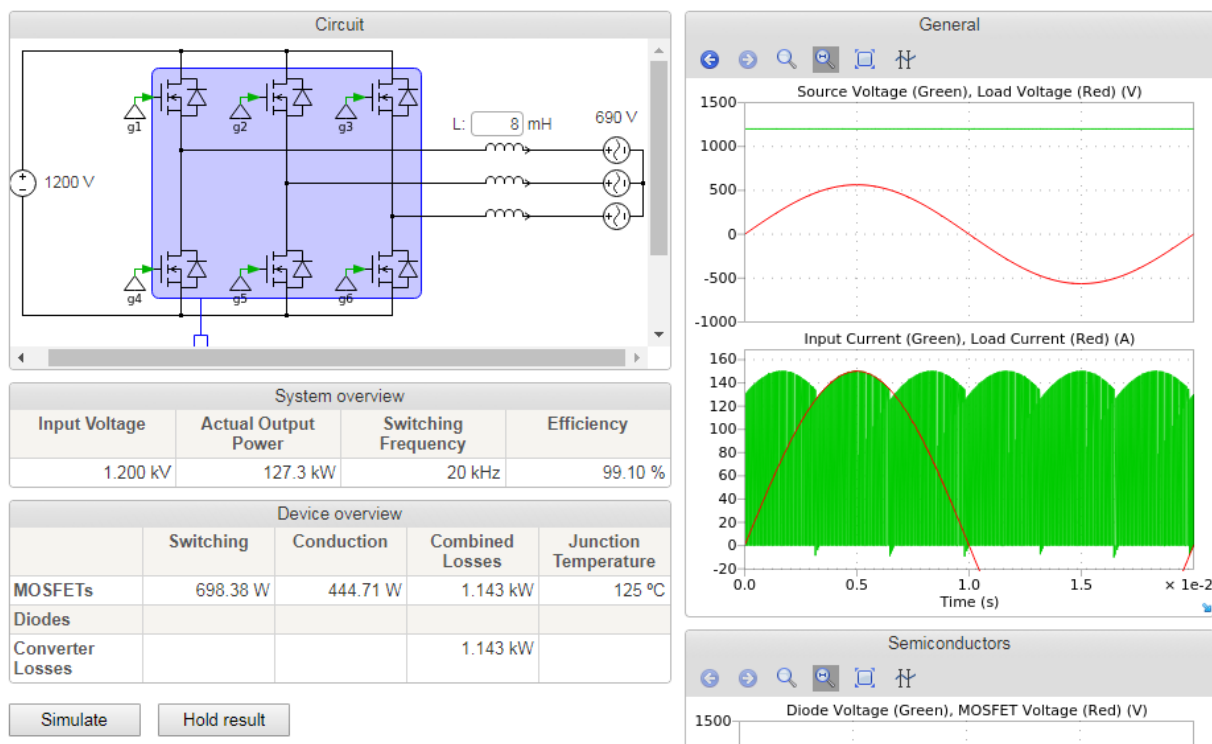 Circuit
g1
g2
g3
L: 8 mH
690 V
1200 V
g4
g5
g6
System overview
Input Voltage Actual Output Power Switching Frequency Efficiency
1.200 kV 127.3 kW 20 kHz 99.10 %
Device overview
Switching Conduction Combined Losses Junction Temperature
MOSFETs 698.38 W 444.71 W 1.143 kW 125 ºC
Diodes
Converter Losses 1.143 kW
Simulate Hold result
General
Source Voltage (Green), Load Voltage (Red) (V)
1500
1000
500
0
-500
-1000
Input Current (Green), Load Current (Red) (A)
160
140
120
100
80
60
40
20
0
-20
0.0 0.5 1.0 1.5 × 1e-2
Time (s)
Semiconductors
Diode Voltage (Green), MOSFET Voltage (Red) (V)
1500